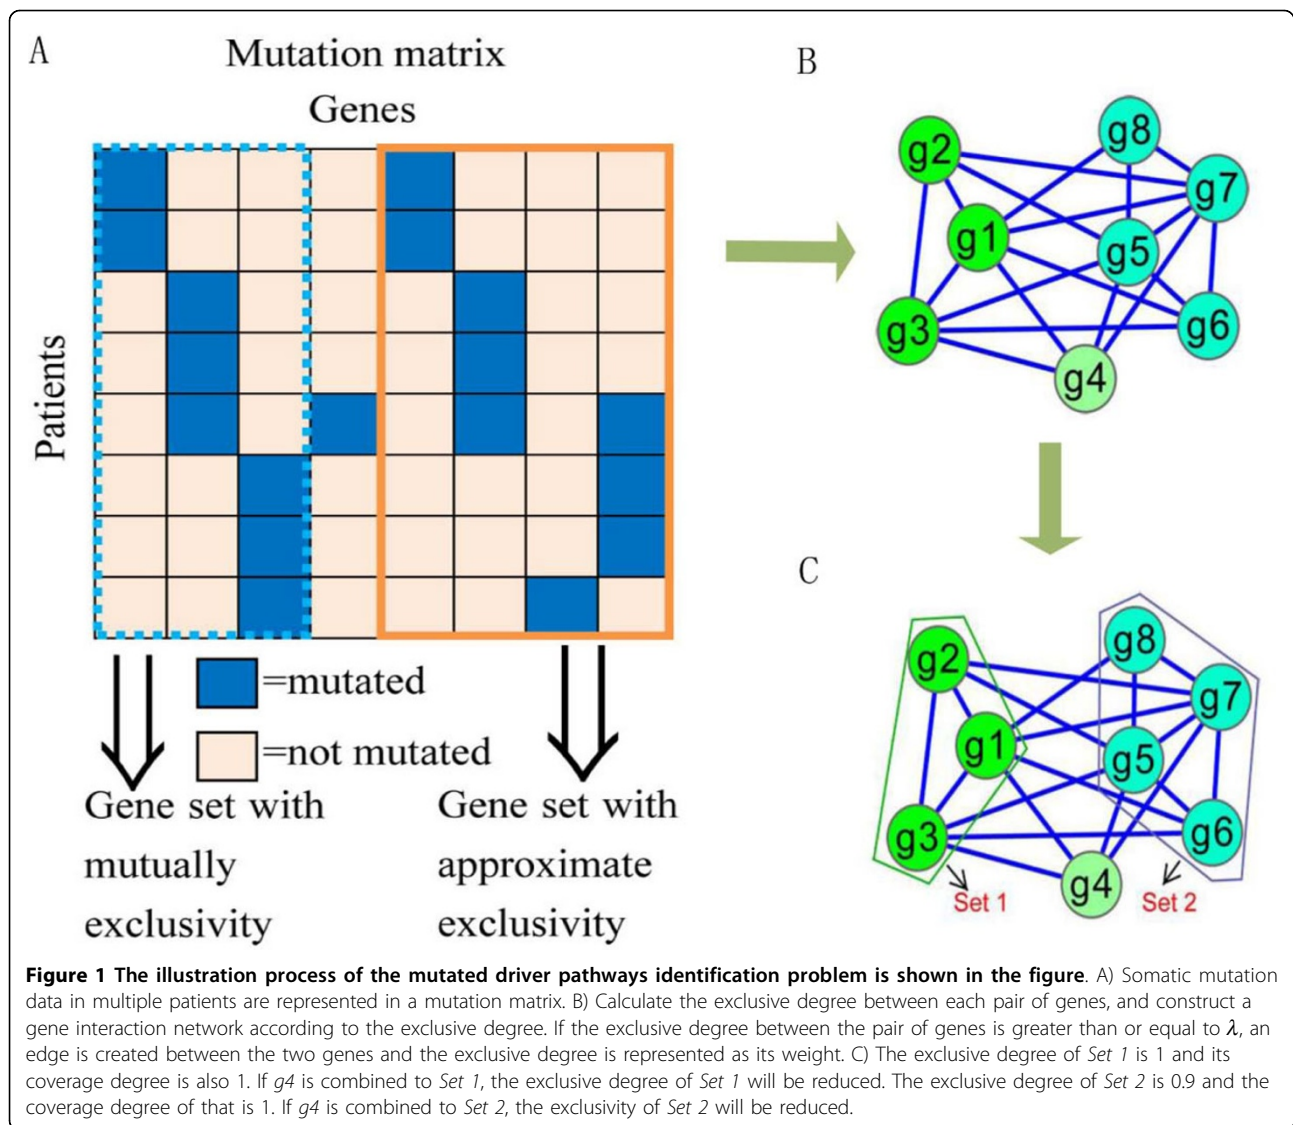 A
Mutation matrix
Genes
Patients
=mutated
=not mutated
Gene set with
mutually
exclusivity
Gene set with
approximate
exclusivity
B
g2
g8
g7
g1
g5
g3
g6
g4
C
g2
g8
g7
g1
g5
g3
g6
g4
Set 1
Set 2
Figure 1 The illustration process of the mutated driver pathways identification problem is shown in the figure. A) Somatic mutation
data in multiple patients are represented in a mutation matrix. B) Calculate the exclusive degree between each pair of genes, and construct a
gene interaction network according to the exclusive degree. If the exclusive degree between the pair of genes is greater than or equal to λ, an
edge is created between the two genes and the exclusive degree is represented as its weight. C) The exclusive degree of Set 1 is 1 and its
coverage degree is also 1. If g4 is combined to Set 1, the exclusive degree of Set 1 will be reduced. The exclusive degree of Set 2 is 0.9 and the
coverage degree of that is 1. If g4 is combined to Set 2, the exclusivity of Set 2 will be reduced.